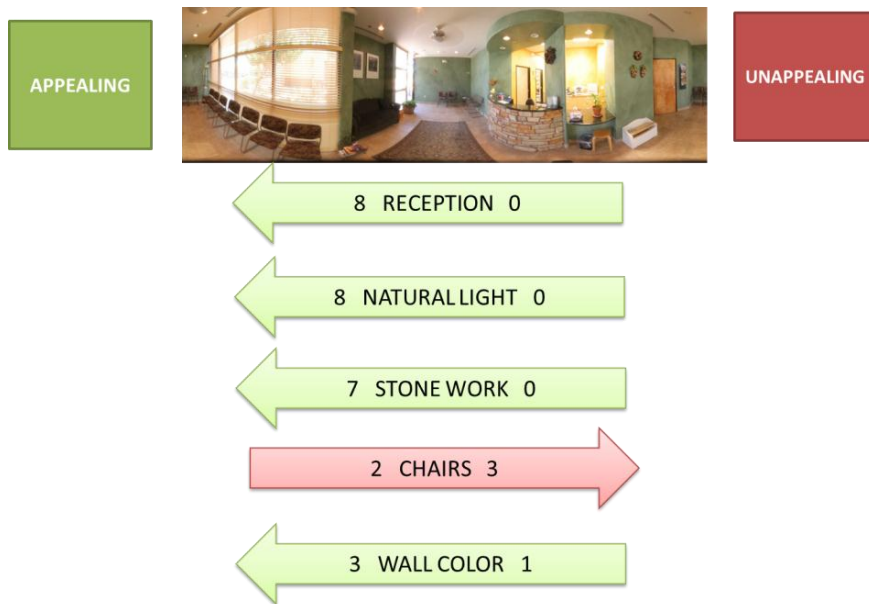 APPEALING
UNAPPEALING
8 RECEPTION 0
8 NATURAL LIGHT 0
7 STONE WORK 0
2 CHAIRS 3
3 WALL COLOR 1